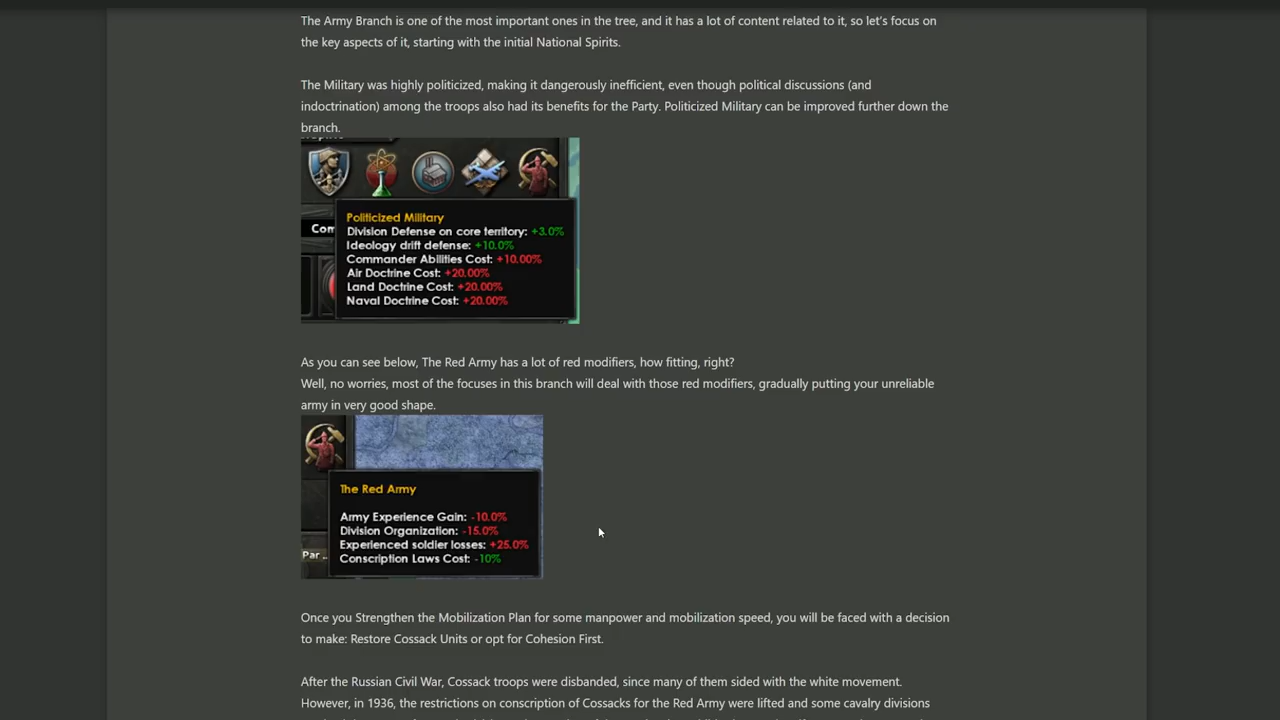 The Army Branch is one of the most important ones in the tree, and it has a lot of content related to it, so let's focus on
the key aspects of it, starting with the initial National Spirits.
The Military was highly politicized, making it dangerously inefficient, even though political discussions (and
indoctrination) among the troops also had its benefits for the Party. Politicized Military can be improved further down the
branch.
Com
Politicized Military
Division Defense on core territory: +3.0%
Ideology drift defense: +10.0%
Commander Abilities Cost: +10.00%
Air Doctrine Cost: +20.00%
Land Doctrine Cost: +20.00%
Naval Doctrine Cost: +20.00%
As you can see below, The Red Army has a lot of red modifiers, how fitting, right?
Well, no worries, most of the focuses in this branch will deal with those red modifiers, gradually putting your unreliable
army in very good shape.
The Red Army
Army Experience Gain: -10.0%
Division Organization: -15.0%
Experienced soldier losses: +25.0%
Par .. Conscription Laws Cost: -10%
Once you Strengthen the Mobilization Plan for some manpower and mobilization speed, you will be faced with a decision
to make: Restore Cossack Units or opt for Cohesion First.
After the Russian Civil War, Cossack troops were disbanded, since many of them sided with the white movement.
However, in 1936, the restrictions on conscription of Cossacks for the Red Army were lifted and some cavalry divisions